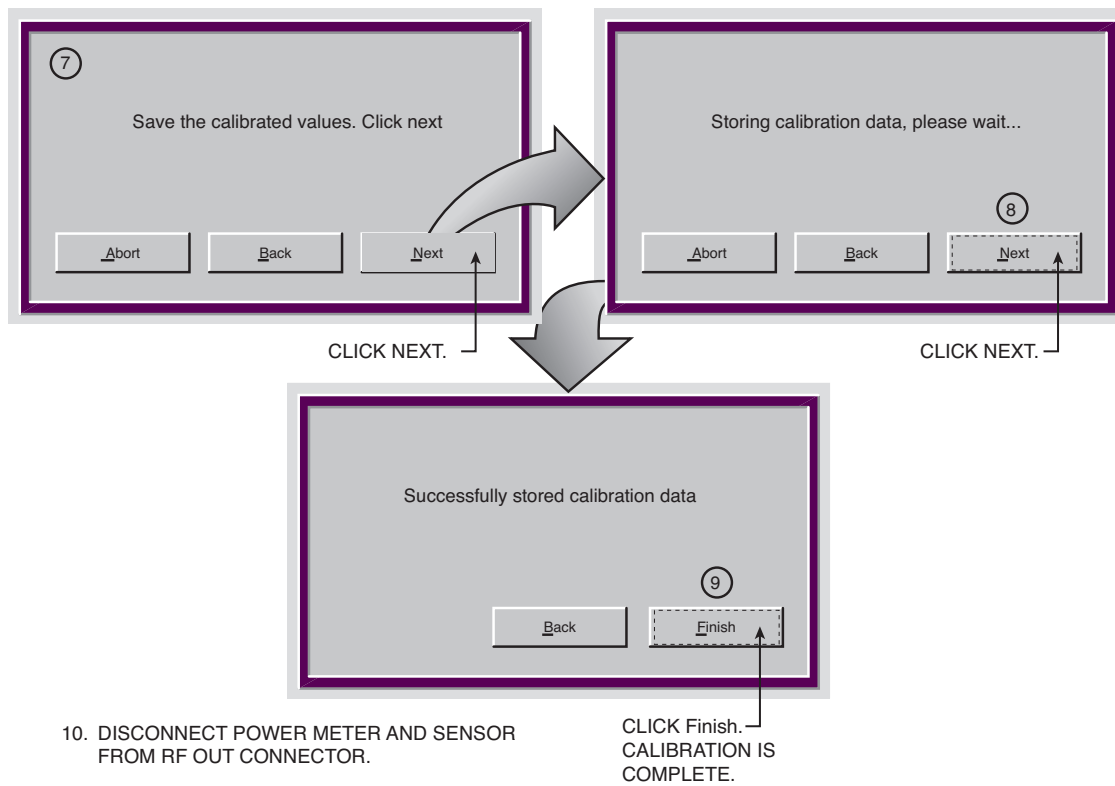 7
Save the calibrated values. Click next
Abort
Back
Next
CLICK NEXT.
Storing calibration data, please wait...
8
Abort
Back
Next
CLICK NEXT.
Successfully stored calibration data
9
Back
Finish
CLICK Finish.
CALIBRATION IS
COMPLETE.
10. DISCONNECT POWER METER AND SENSOR
FROM RF OUT CONNECTOR.